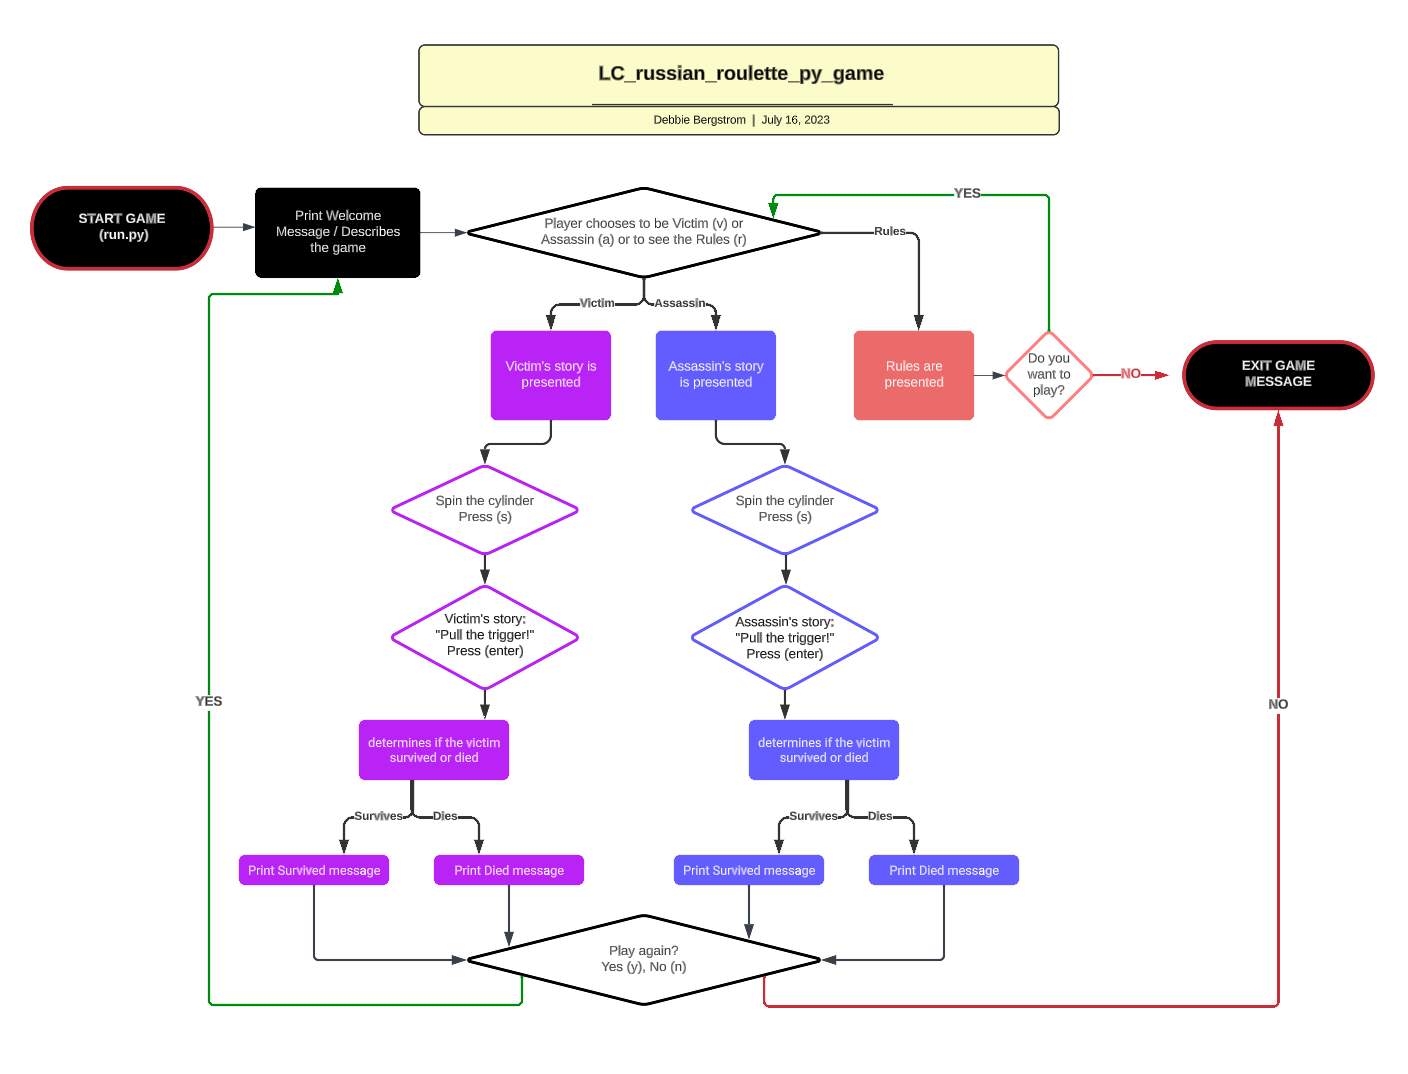 LC_russian_roulette_py_game
Debbie Bergstrom | July 16, 2023
START GAME
(run.py)
Print Welcome
Message / Describes
the game
Player chooses to be Victim (v) or
Assassin (a) or to see the Rules (r)
YES
Rules
Victim
Assassin
Victim's story is
presented
Assassin's story
is presented
Rules are
presented
Do you
want to
play?
NO
EXIT GAME
MESSAGE
Spin the cylinder
Press (s)
Spin the cylinder
Press (s)
Victim's story:
"Pull the trigger!"
Press (enter)
Assassin's story:
"Pull the trigger!"
Press (enter)
YES
NO
determines if the victim
survived or died
determines if the victim
survived or died
Survives
Dies
Survives
Dies
Print Survived message
Print Died message
Print Survived message
Print Died message
Play again?
Yes (y), No (n)